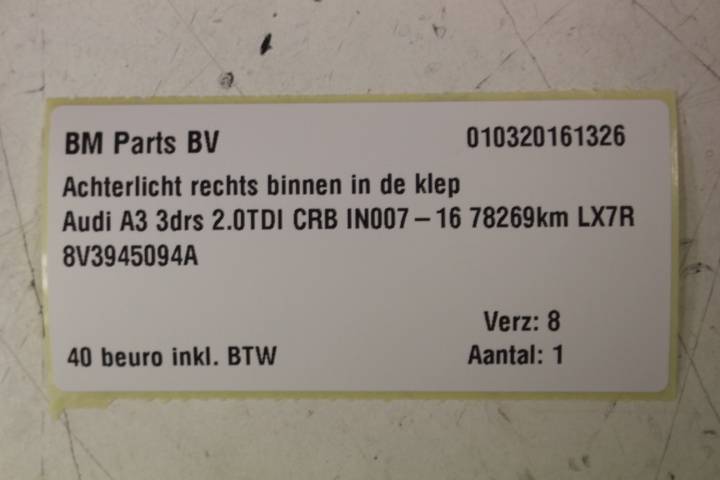 BM Parts BV 010320161326
Achterlicht rechts binnen in de klep
Audi A3 3drs 2.0TDI CRB IN007 – 16 78269km LX7R
8V3945094A
Verz: 8
40 beuro inkl. BTW Aantal: 1